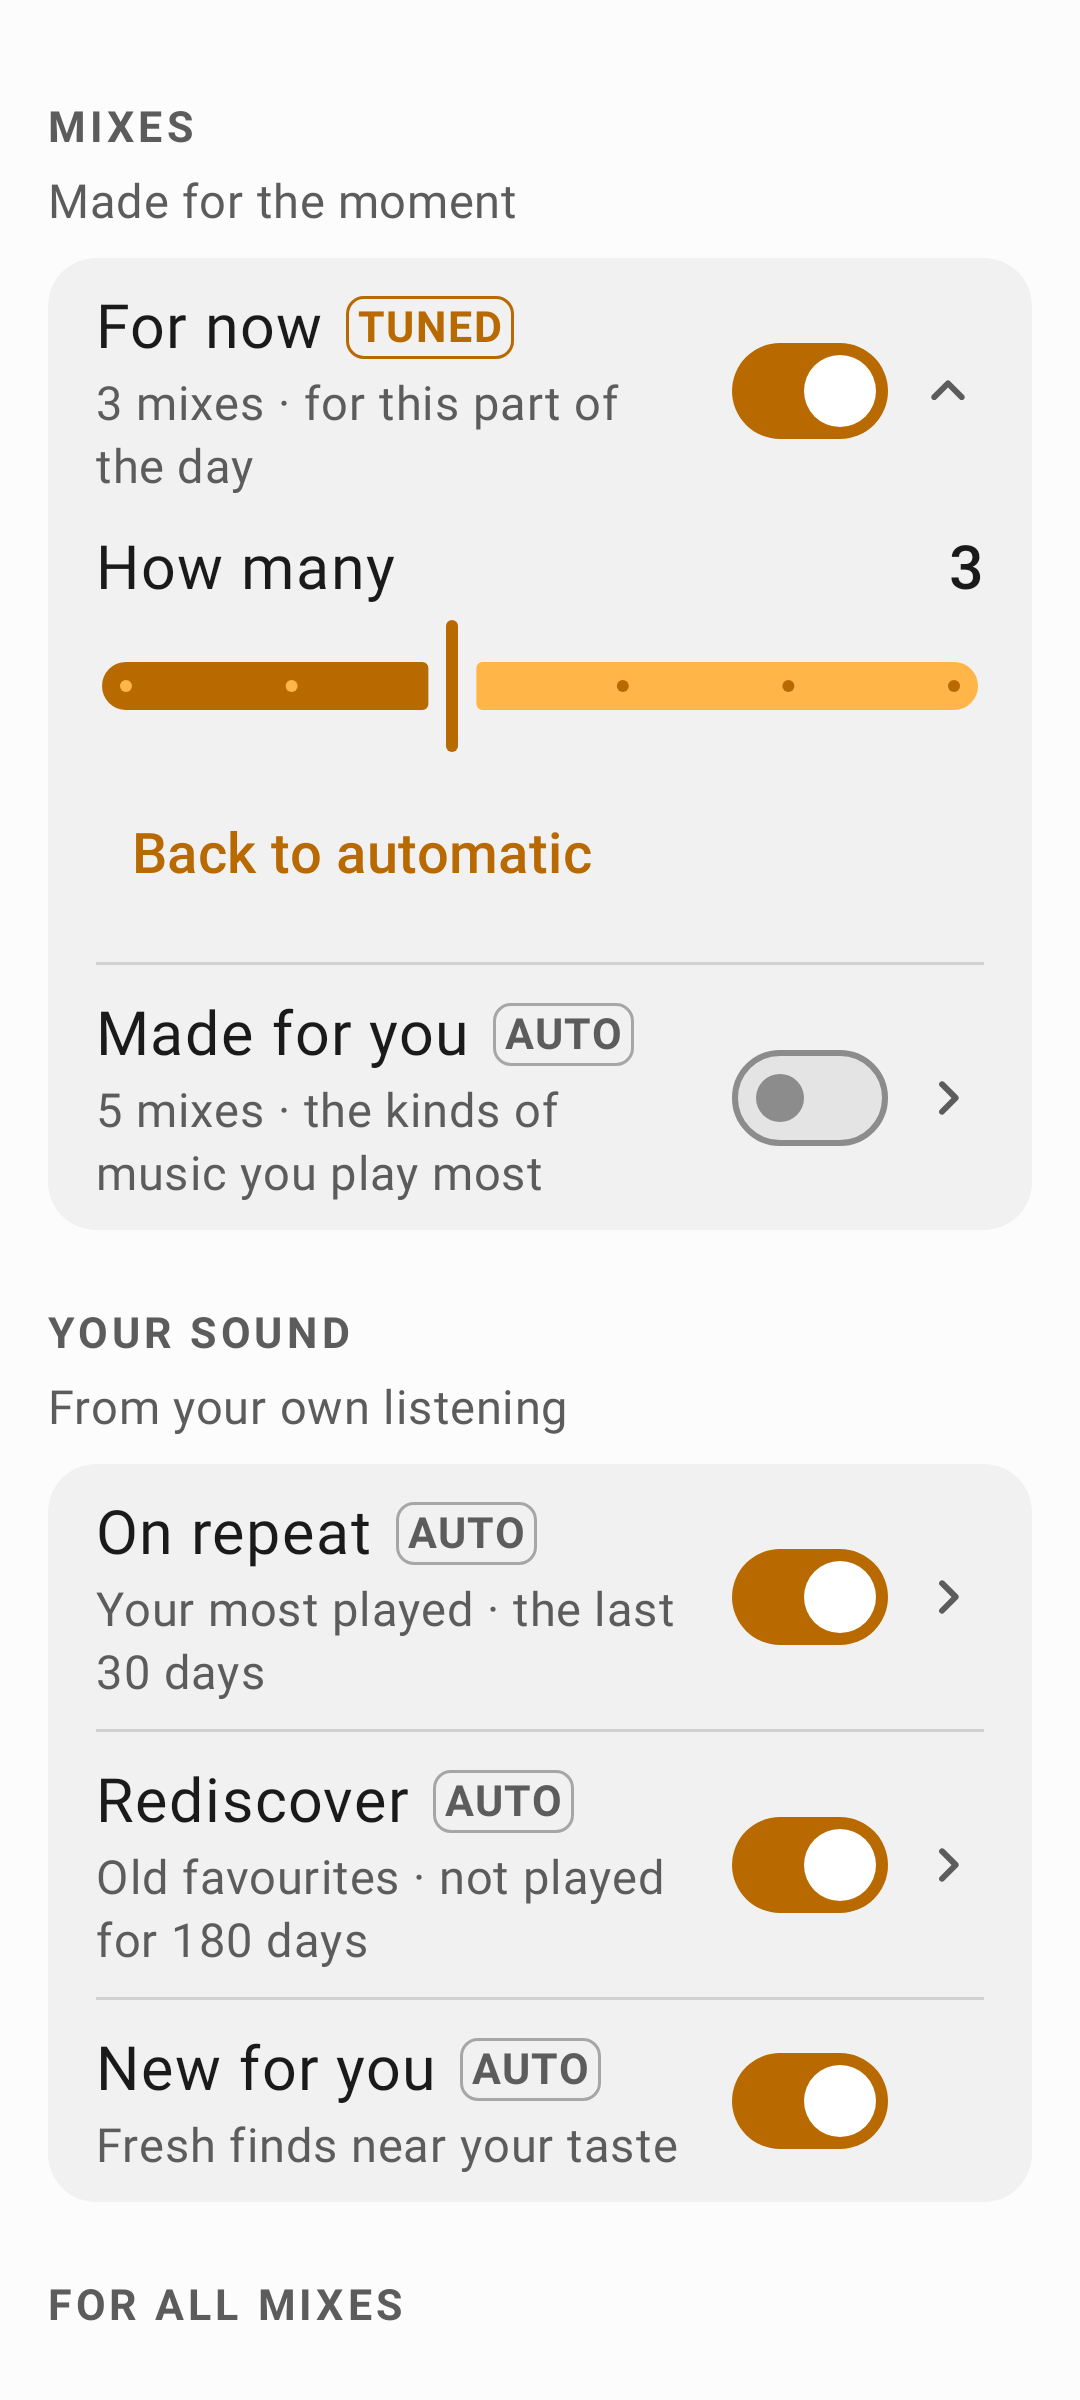 MIXES
Made for the moment
For now TUNED
3 mixes · for this part of
the day
How many 3
Back to automatic
Made for you AUTO
5 mixes · the kinds of
music you play most
YOUR SOUND
From your own listening
On repeat AUTO
Your most played · the last
30 days
Rediscover AUTO
Old favourites · not played
for 180 days
New for you AUTO
Fresh finds near your taste
FOR ALL MIXES